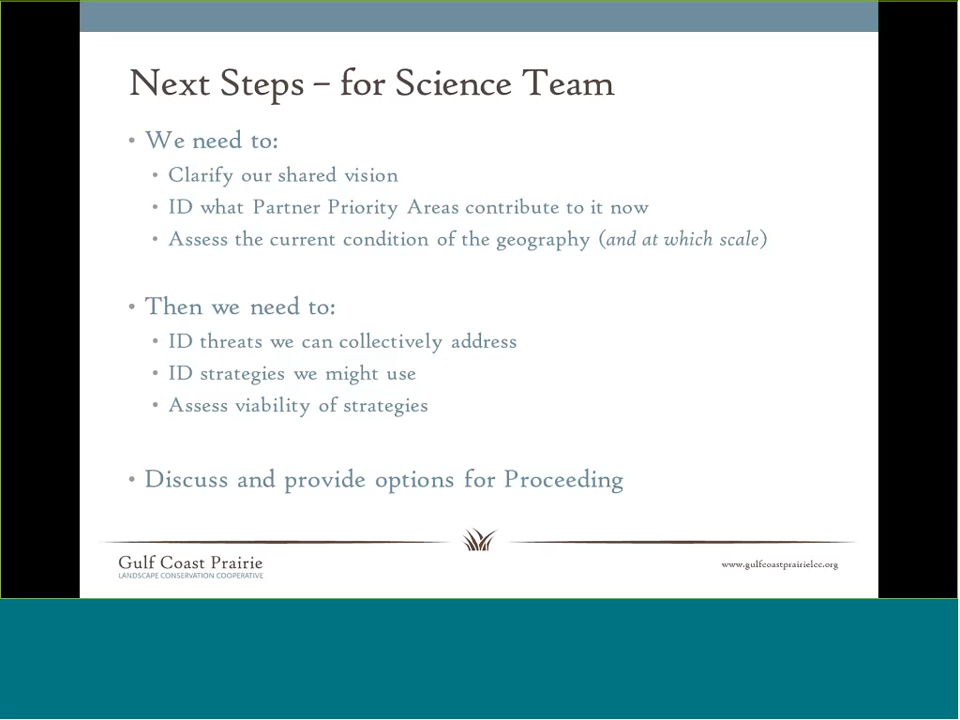 Next Steps – for Science Team
• We need to:
• Clarify our shared vision
• ID what Partner Priority Areas contribute to it now
• Assess the current condition of the geography (and at which scale)
• Then we need to:
• ID threats we can collectively address
• ID strategies we might use
• Assess viability of strategies
• Discuss and provide options for Proceeding
Gulf Coast Prairie
LANDSCAPE CONSERVATION COOPERATIVE
www.gulfcoastprairielcc.org